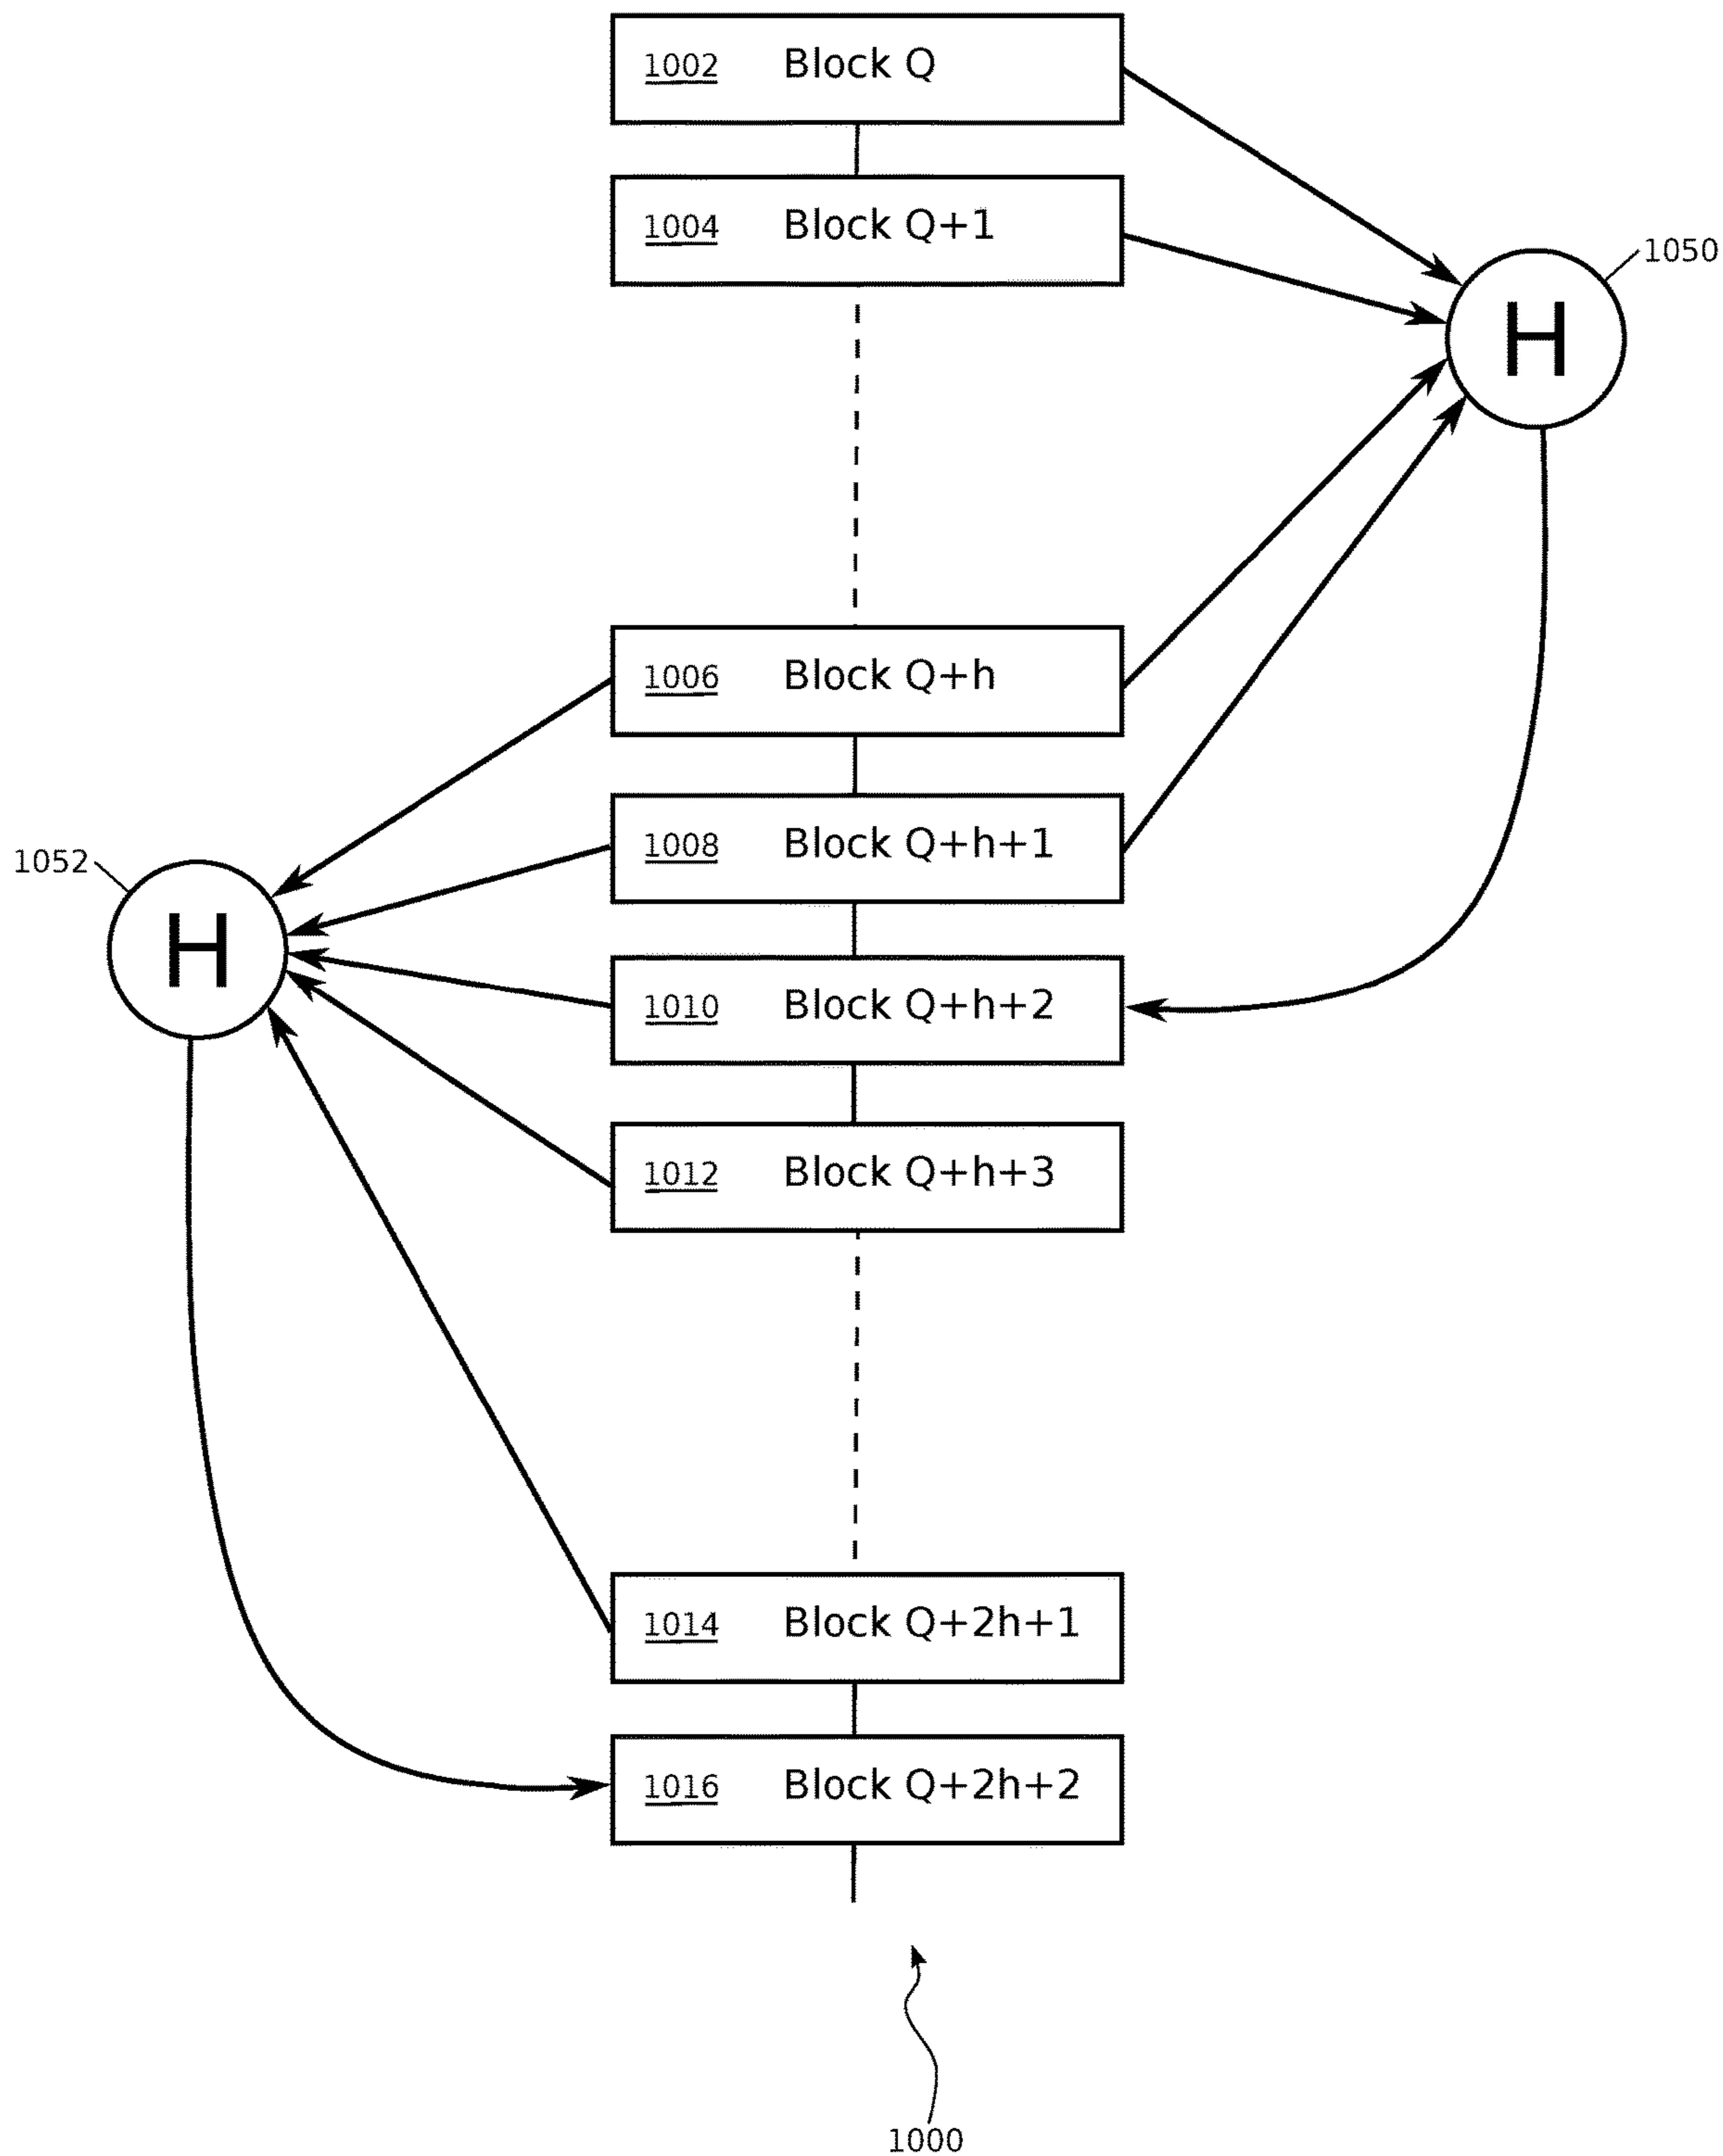 1002 Block Q
1004 Block Q+1
1050
H
1006 Block Q+h
1008 Block Q+h+1
1052
H
1010 Block Q+h+2
1012 Block Q+h+3
1014 Block Q+2h+1
1016 Block Q+2h+2
1000